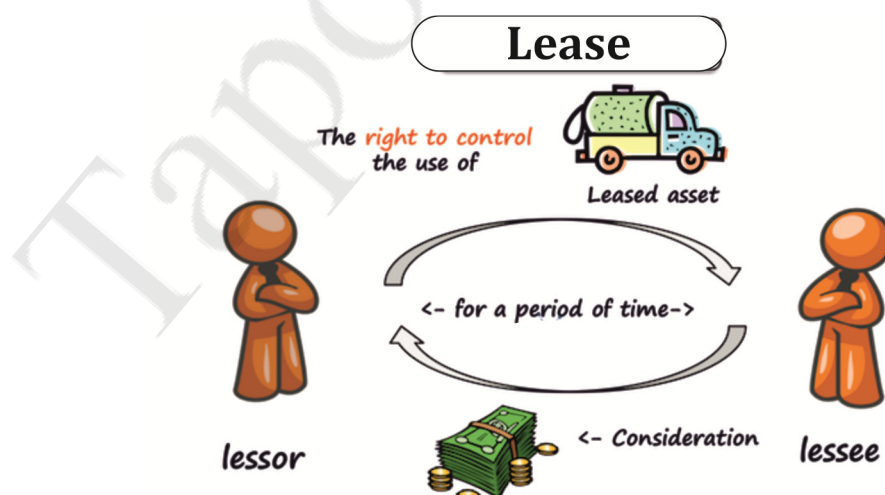 Lease
The right to control
the use of
Leased asset
<- for a period of time->
<- Consideration
lessor
lessee